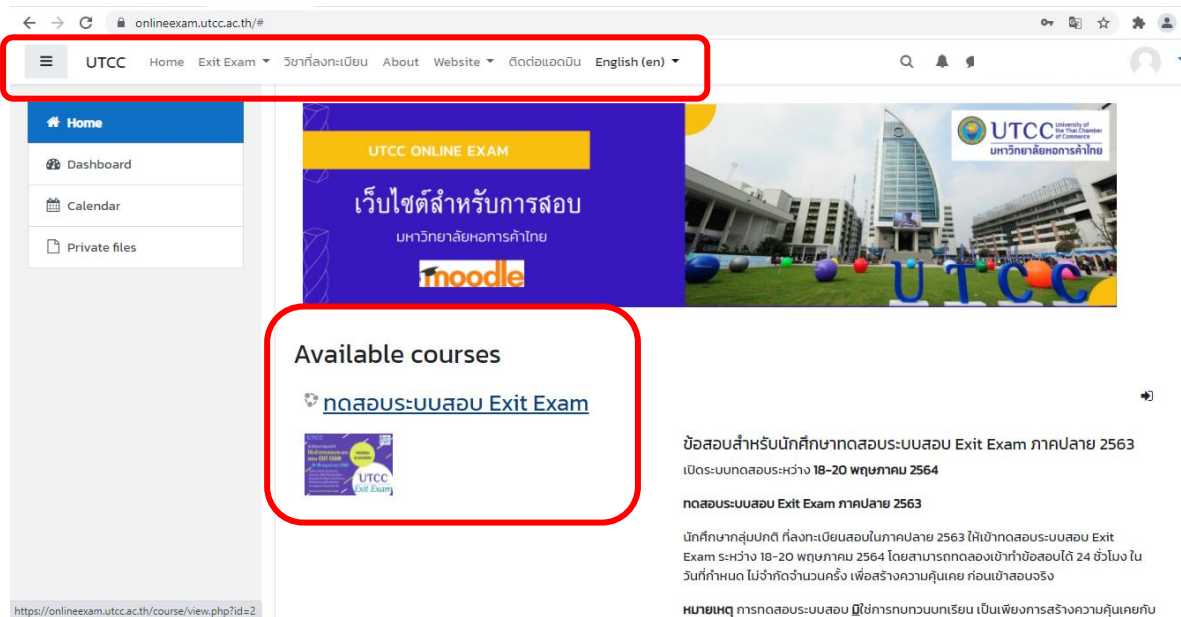 onlineexam.utcc.ac.th/#
UTCC Home Exit Exam วิชาที่ลงทะเบียน About Website ติดต่อแอดมิน English (en)
Home
Dashboard
Calendar
Private files
UTCC ONLINE EXAM
เว็บไซต์สำหรับการสอบ
มหาวิทยาลัยหอการค้าไทย
moodle
UTCC University of the Thai Chamber of Commerce
มหาวิทยาลัยหอการค้าไทย
UTCC
Available courses
ทดสอบระบบสอบ Exit Exam
UTCC
UTCC
Exit Exam
ข้อสอบสำหรับนักศึกษาทดสอบระบบสอบ Exit Exam ภาคปลาย 2563
เปิดระบบทดสอบระหว่าง 18-20 พฤษภาคม 2564
ทดสอบระบบสอบ Exit Exam ภาคปลาย 2563
นักศึกษากลุ่มปกติ ที่ลงทะเบียนสอบในภาคปลาย 2563 ให้เข้าทดสอบระบบสอบ Exit
Exam ระหว่าง 18-20 พฤษภาคม 2564 โดยสามารถทดลองเข้าทำข้อสอบได้ 24 ชั่วโมง ใน
วันที่กำหนด ไม่จำกัดจำนวนครั้ง เพื่อสร้างความคุ้นเคย ก่อนเข้าสอบจริง
หมายเหตุ การทดสอบระบบสอบ มิใช่การทบทวนบทเรียน เป็นเพียงการสร้างความคุ้นเคยกับ
https://onlineexam.utcc.ac.th/course/view.php?id=2